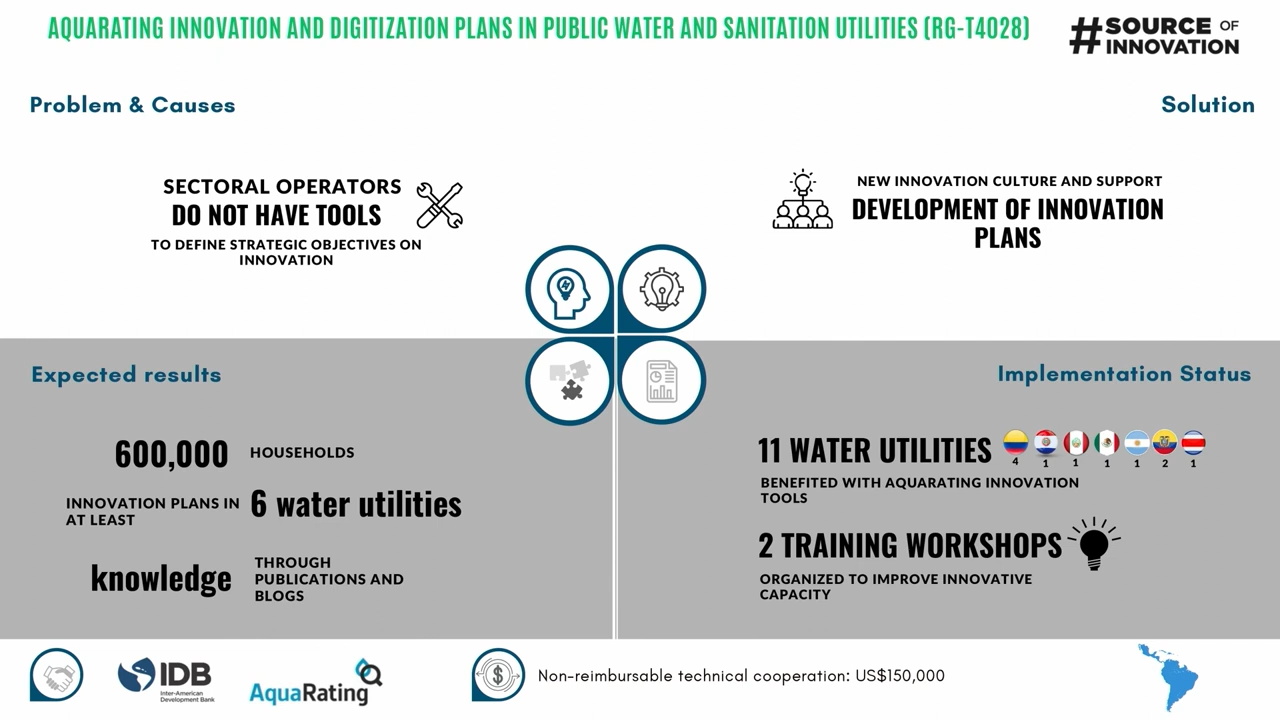 AQUARATING INNOVATION AND DIGITIZATION PLANS IN PUBLIC WATER AND SANITATION UTILITIES (RG-T4028)
#SOURCE OF
INNOVATION
Problem & Causes
Solution
SECTORAL OPERATORS
DO NOT HAVE TOOLS
TO DEFINE STRATEGIC OBJECTIVES ON
INNOVATION
NEW INNOVATION CULTURE AND SUPPORT
DEVELOPMENT OF INNOVATION
PLANS
Expected results
600,000 HOUSEHOLDS
INNOVATION PLANS IN
AT LEAST
6 water utilities
knowledge
THROUGH
PUBLICATIONS AND
BLOGS
Implementation Status
11 WATER UTILITIES
4 1 1 1 1 2 1
BENEFITED WITH AQUARATING INNOVATION
TOOLS
2 TRAINING WORKSHOPS
ORGANIZED TO IMPROVE INNOVATIVE
CAPACITY
IDB
Inter-American
Development Bank
AquaRating
$
Non-reimbursable technical cooperation: US$150,000